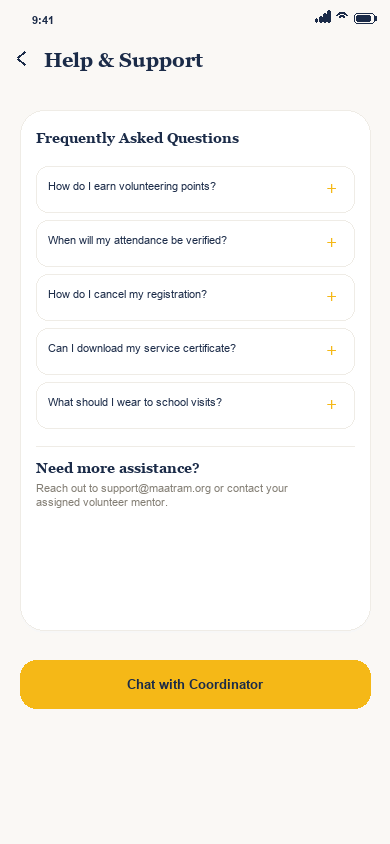 9:41
Help & Support
Frequently Asked Questions
How do I earn volunteering points?
+
When will my attendance be verified?
+
How do I cancel my registration?
+
Can I download my service certificate?
+
What should I wear to school visits?
+
Need more assistance?
Reach out to support@maatram.org or contact your
assigned volunteer mentor.
Chat with Coordinator